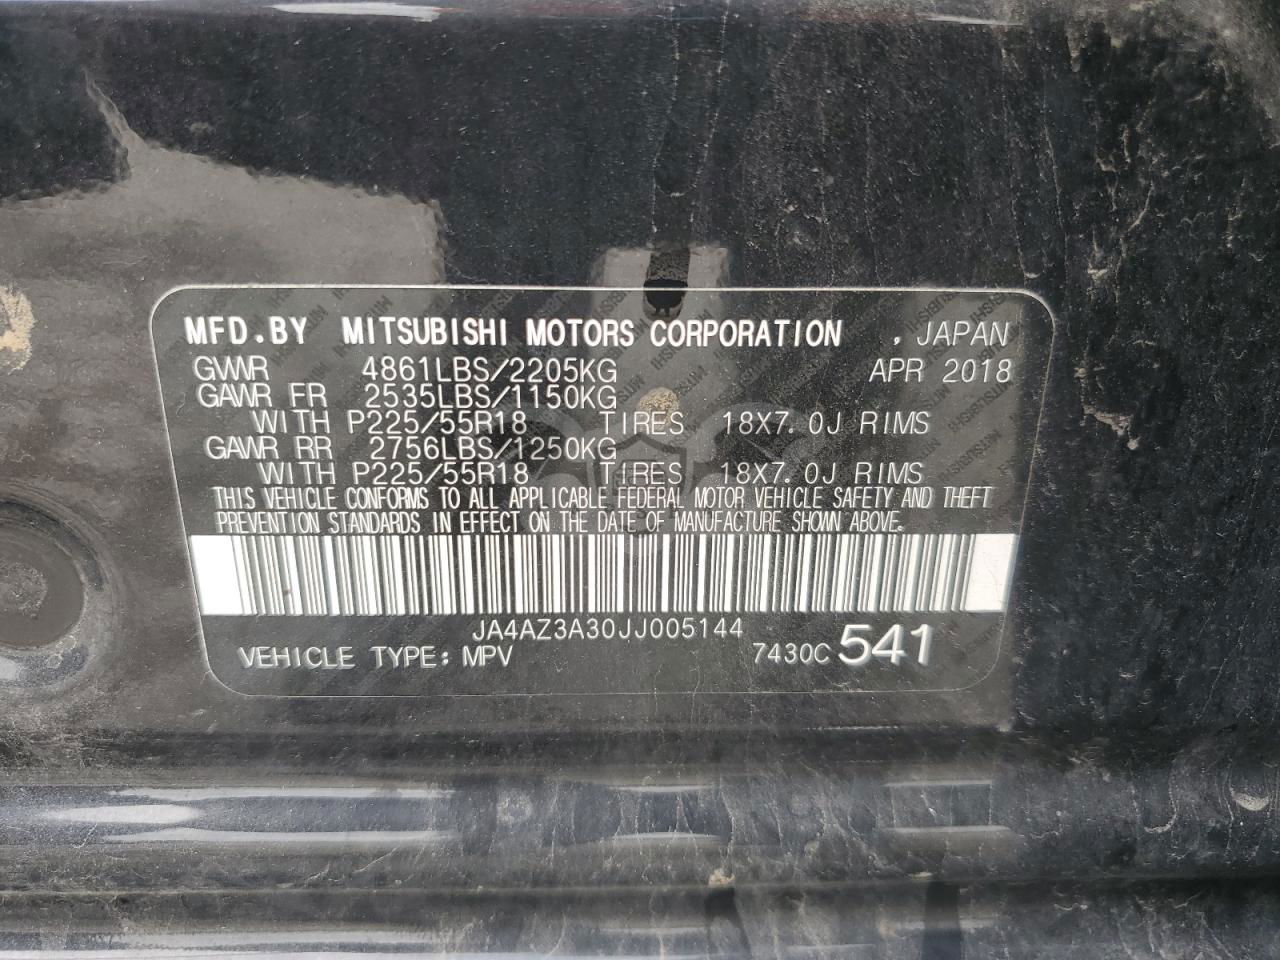 MFD.BY MITSUBISHI MOTORS CORPORATION , JAPAN
GVWR 4861LBS/2205KG APR 2018
GAWR FR 2535LBS/1150KG
WITH P225/55R18 TIRES 18X7.0J RIMS
GAWR RR 2756LBS/1250KG
WITH P225/55R18 TIRES 18X7.0J RIMS
THIS VEHICLE CONFORMS TO ALL APPLICABLE FEDERAL MOTOR VEHICLE SAFETY AND THEFT
PREVENTION STANDARDS IN EFFECT ON THE DATE OF MANUFACTURE SHOWN ABOVE.
JA4AZ3A30JJ005144
VEHICLE TYPE: MPV 7430C 541